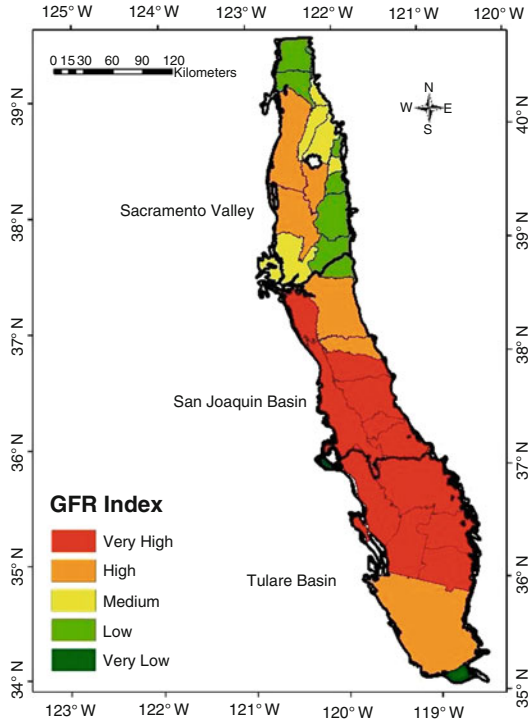 125° W 123° W 122° W 121° W 120° W
0 15 30 60 90 120
Kilometers
N
W E
S
39° N
40° N
38° N
39° N
Sacramento Valley
37° N
38° N
San Joaquin Basin
36° N
37° N
GFR Index
Very High
High
Medium
Low
Very Low
35° N
36° N
Tulare Basin
34° N
35° N
123° W 122° W 121° W 120° W 119° W